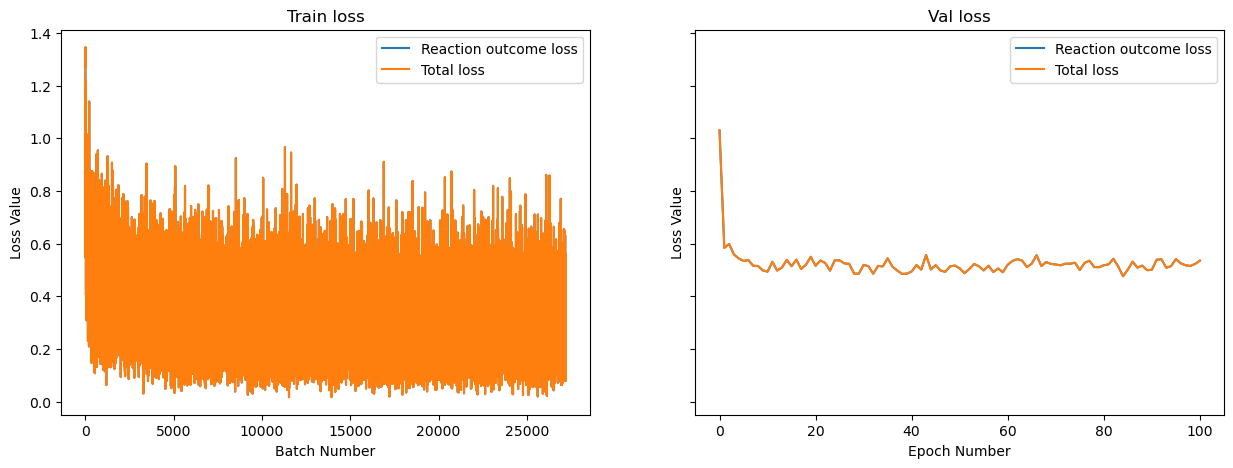 Train loss
Reaction outcome loss
Total loss
Loss Value
1.4
1.2
1.0
0.8
0.6
0.4
0.2
0.0
0
5000
10000
15000
20000
25000
Batch Number
Val loss
Reaction outcome loss
Total loss
Loss Value
0
20
40
60
80
100
Epoch Number